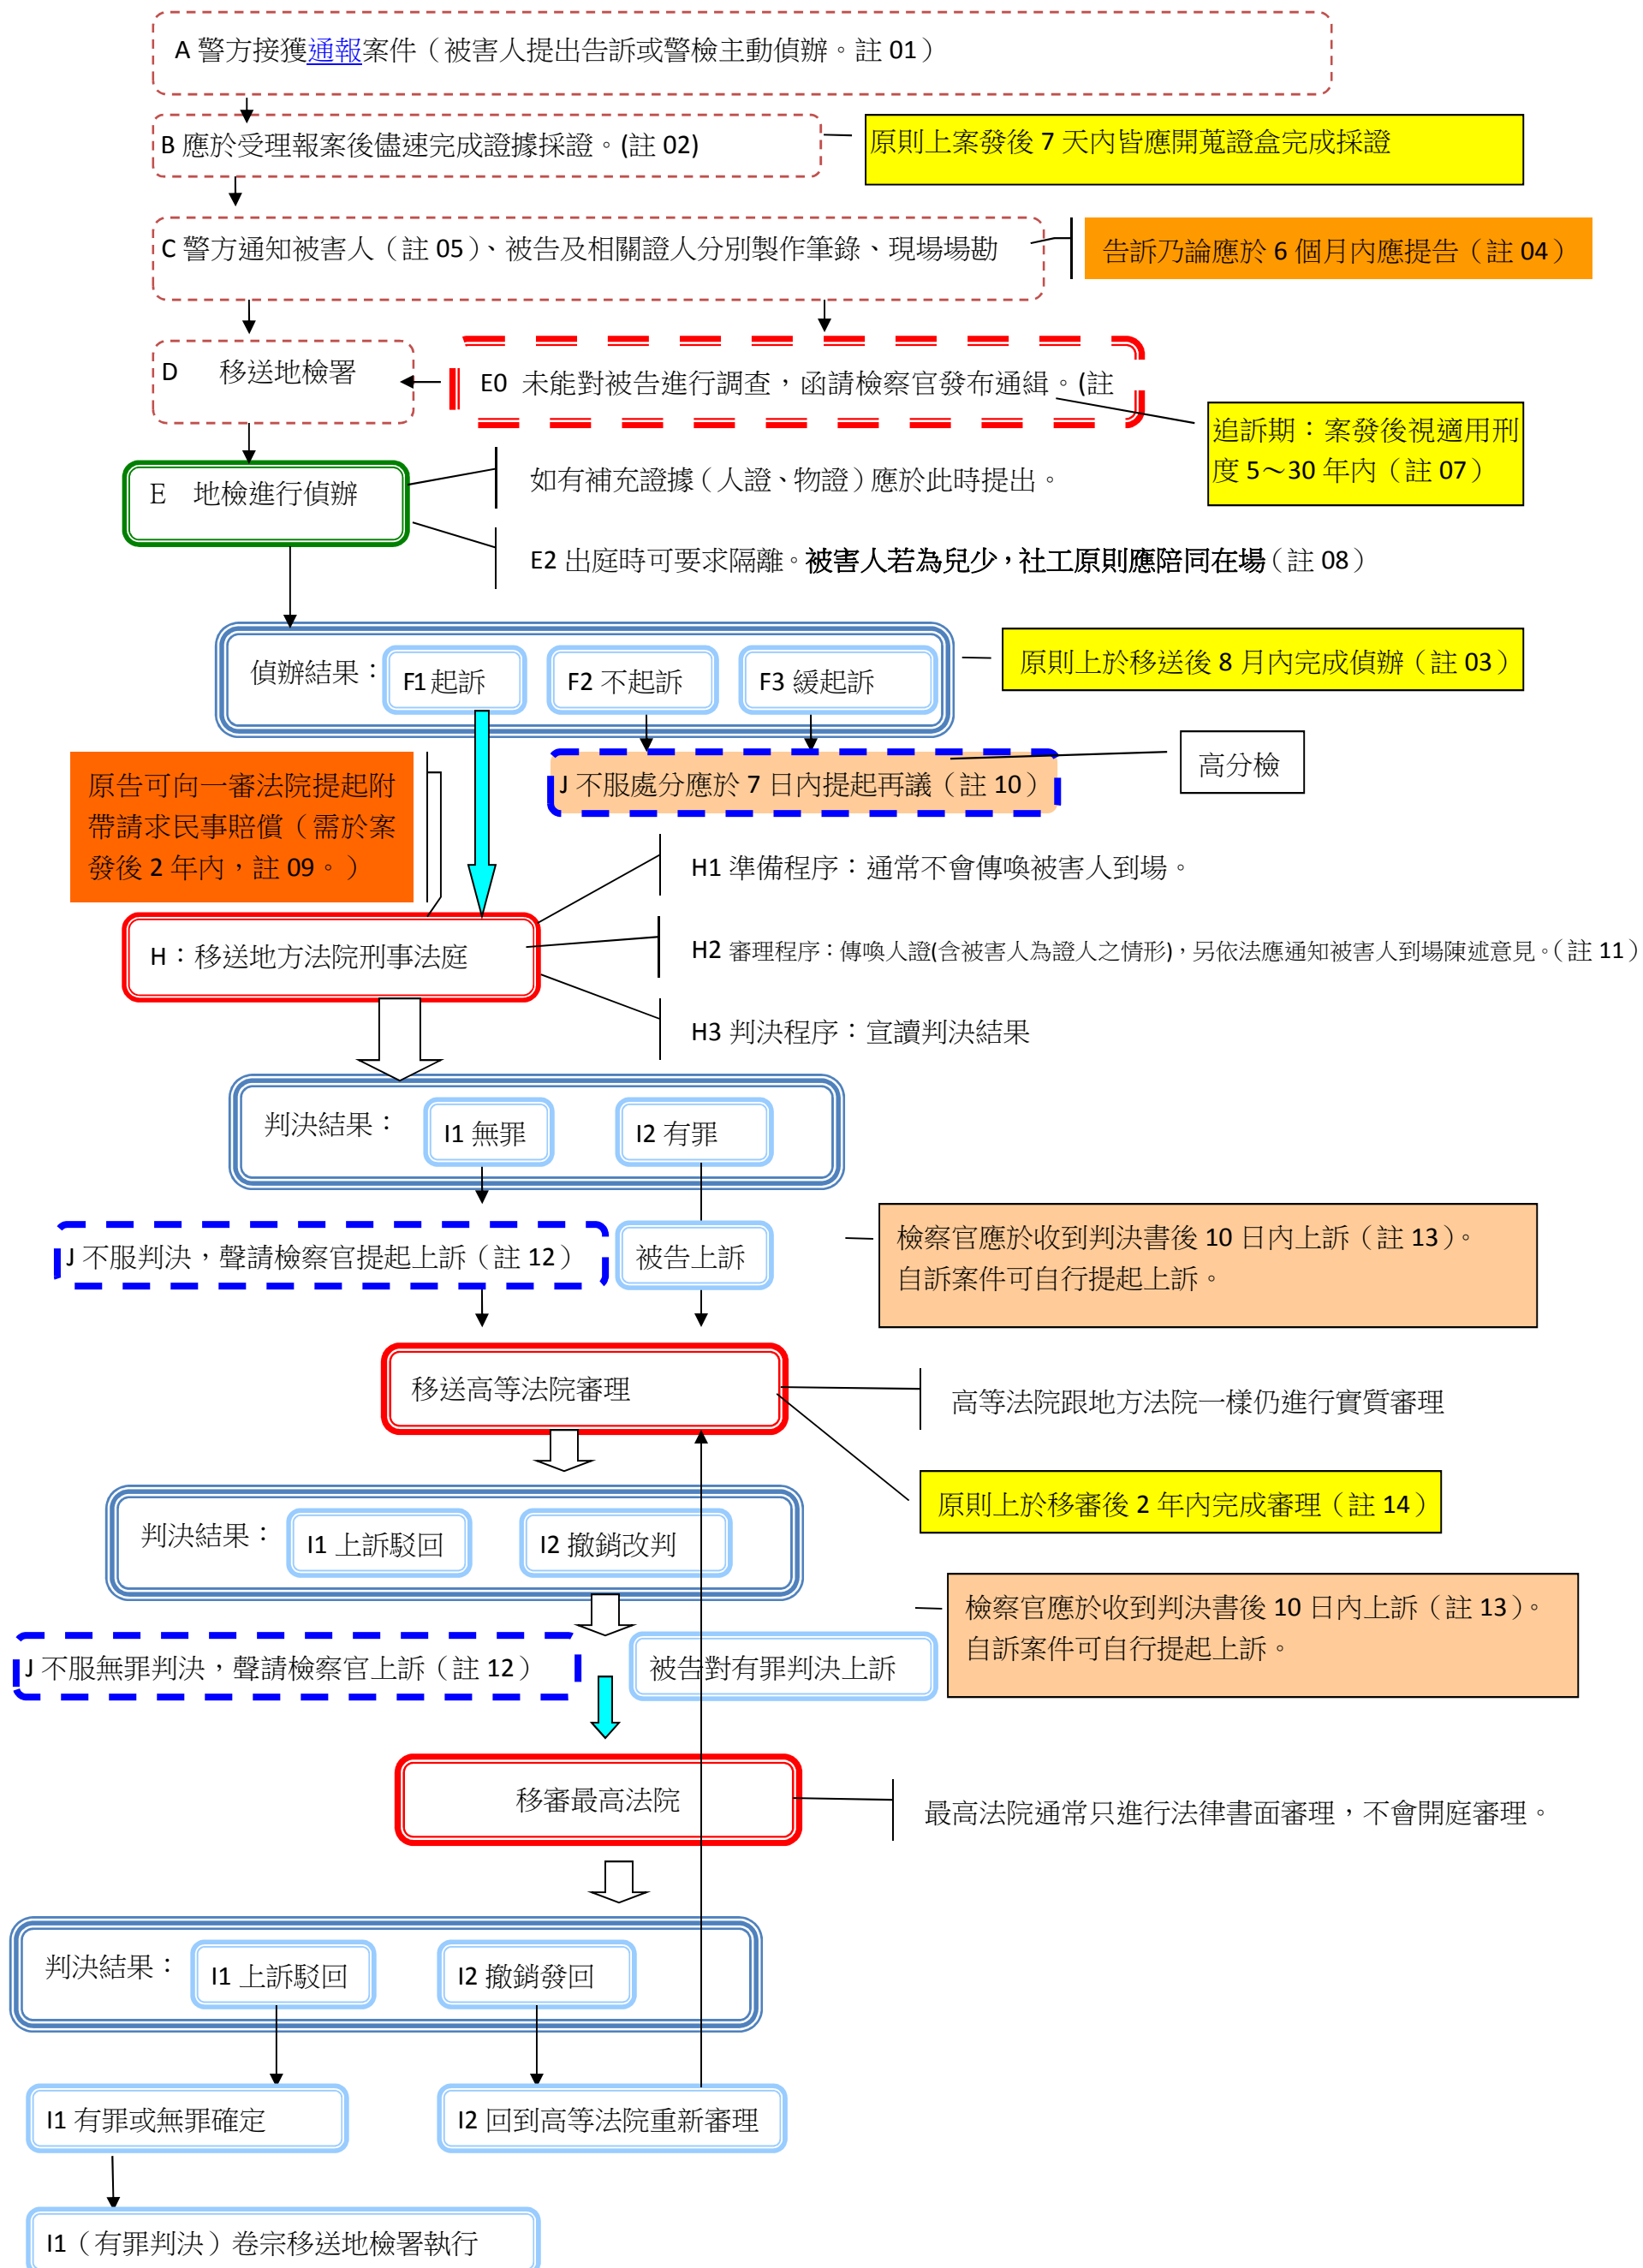 A 警方接獲通報案件（被害人提出告訴或警檢主動偵辦。註 01）
B 應於受理報案後儘速完成證據採證。(註 02)
原則上案發後 7 天內皆應開蒐證盒完成採證
C 警方通知被害人（註 05）、被告及相關證人分別製作筆錄、現場場勘
告訴乃論應於 6 個月內應提告（註 04）
D 移送地檢署
E0 未能對被告進行調查，函請檢察官發布通緝。(註
追訴期：案發後視適用刑
度 5～30 年內（註 07）
E 地檢進行偵辦
如有補充證據（人證、物證）應於此時提出。
E2 出庭時可要求隔離。被害人若為兒少，社工原則應陪同在場（註 08）
偵辦結果：
F1 起訴
F2 不起訴
F3 緩起訴
原則上於移送後 8 月內完成偵辦（註 03）
原告可向一審法院提起附
帶請求民事賠償（需於案
發後 2 年內，註 09。）
J 不服處分應於 7 日內提起再議（註 10）
高分檢
H1 準備程序：通常不會傳喚被害人到場。
H：移送地方法院刑事法庭
H2 審理程序：傳喚人證(含被害人為證人之情形)，另依法應通知被害人到場陳述意見。（註 11）
H3 判決程序：宣讀判決結果
判決結果：
I1 無罪
I2 有罪
J 不服判決，聲請檢察官提起上訴（註 12）
被告上訴
檢察官應於收到判決書後 10 日內上訴（註 13）。
自訴案件可自行提起上訴。
移送高等法院審理
高等法院跟地方法院一樣仍進行實質審理
原則上於移審後 2 年內完成審理（註 14）
判決結果：
I1 上訴駁回
I2 撤銷改判
檢察官應於收到判決書後 10 日內上訴（註 13）。
自訴案件可自行提起上訴。
J 不服無罪判決，聲請檢察官上訴（註 12）
被告對有罪判決上訴
移審最高法院
最高法院通常只進行法律書面審理，不會開庭審理。
判決結果：
I1 上訴駁回
I2 撤銷發回
I1 有罪或無罪確定
I2 回到高等法院重新審理
I1（有罪判決）卷宗移送地檢署執行